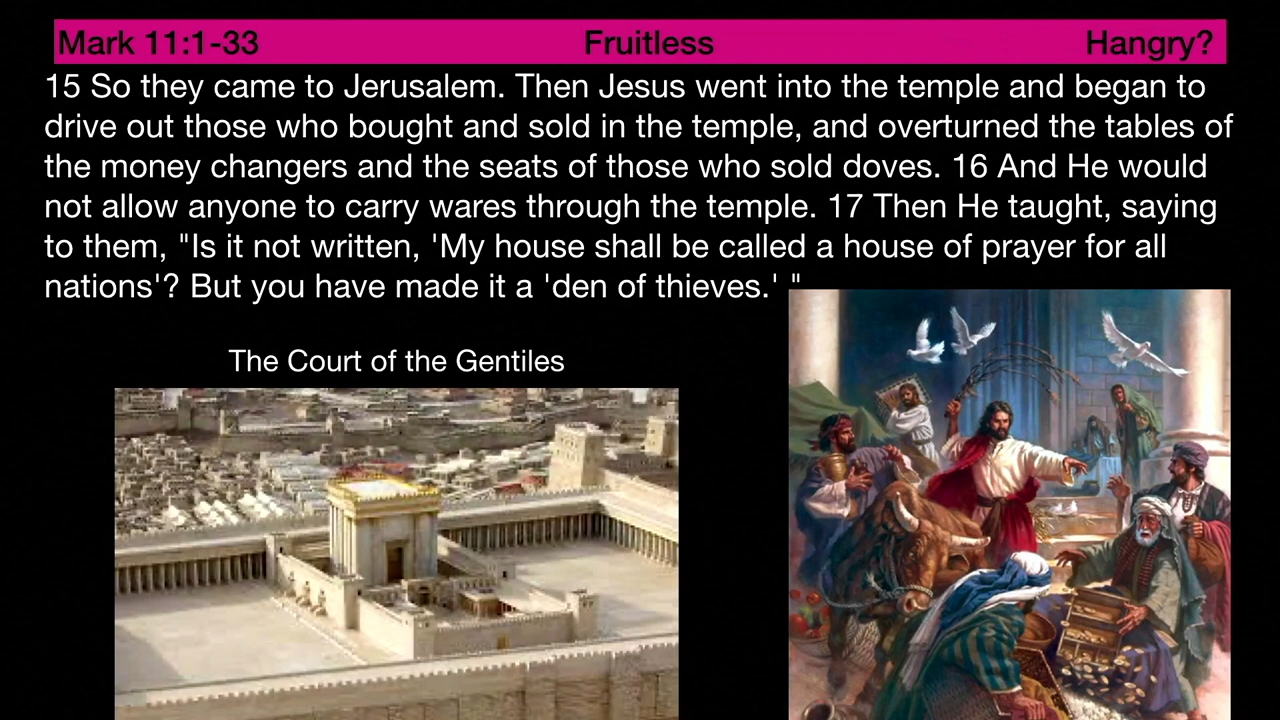 Mark 11:1-33 Fruitless Hangry?
15 So they came to Jerusalem. Then Jesus went into the temple and began to
drive out those who bought and sold in the temple, and overturned the tables of
the money changers and the seats of those who sold doves. 16 And He would
not allow anyone to carry wares through the temple. 17 Then He taught, saying
to them, "Is it not written, 'My house shall be called a house of prayer for all
nations'? But you have made it a 'den of thieves.' "
The Court of the Gentiles